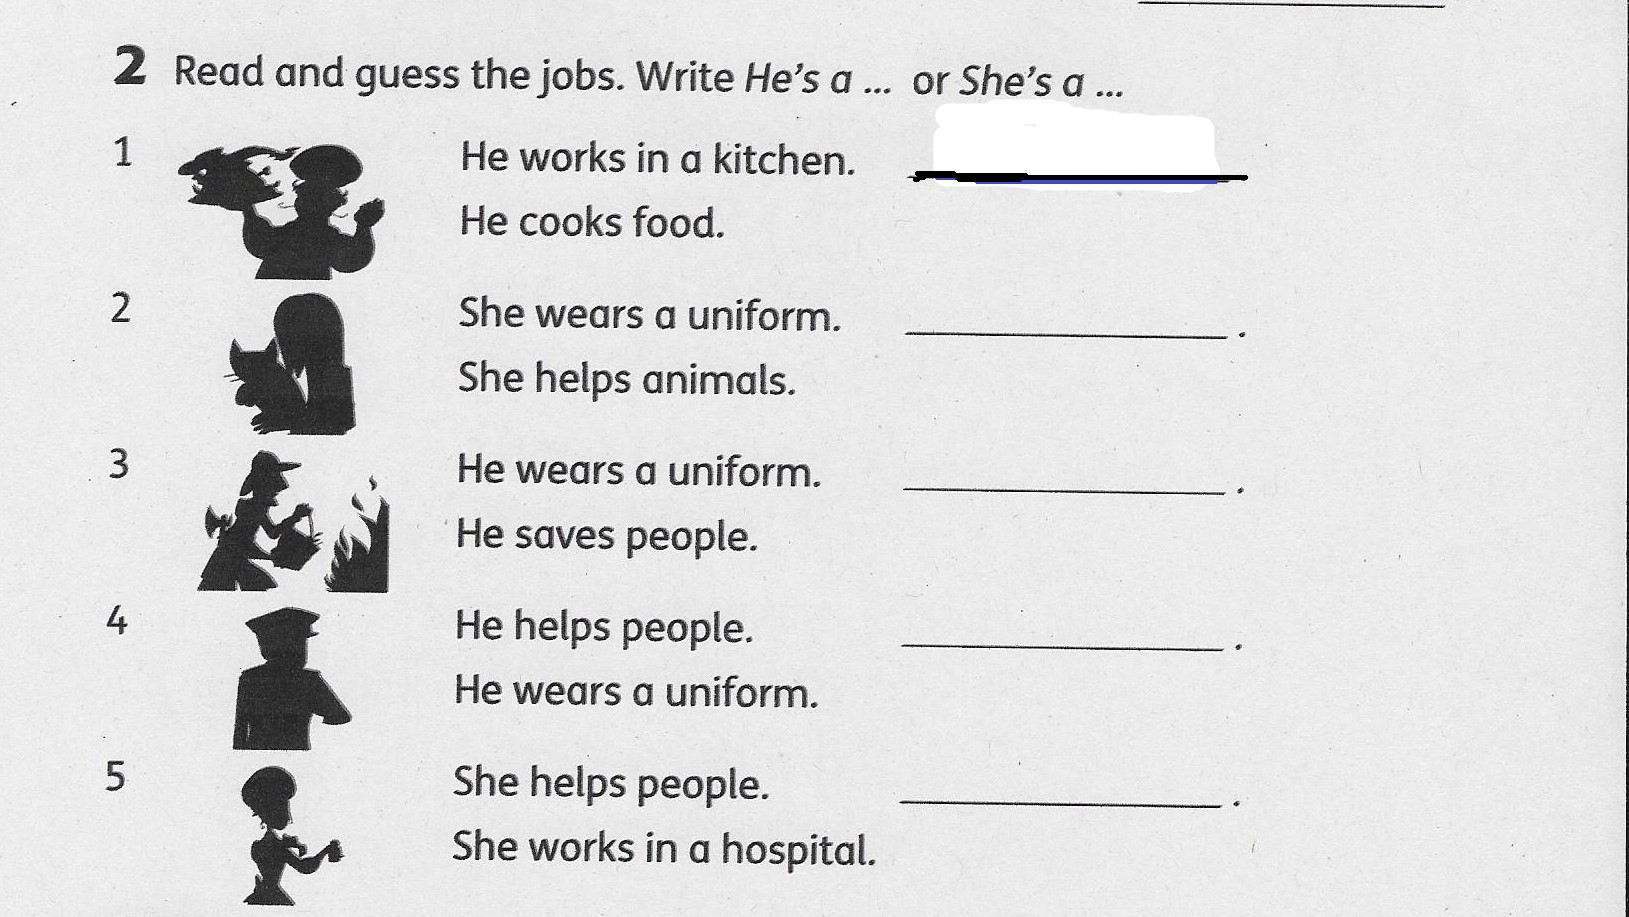 2 Read and guess the jobs. Write He's a ... or She's a ...
1 He works in a kitchen.
He cooks food.
2 She wears a uniform. .
She helps animals.
3 He wears a uniform. .
He saves people.
4 He helps people. .
He wears a uniform.
5 She helps people. .
She works in a hospital.